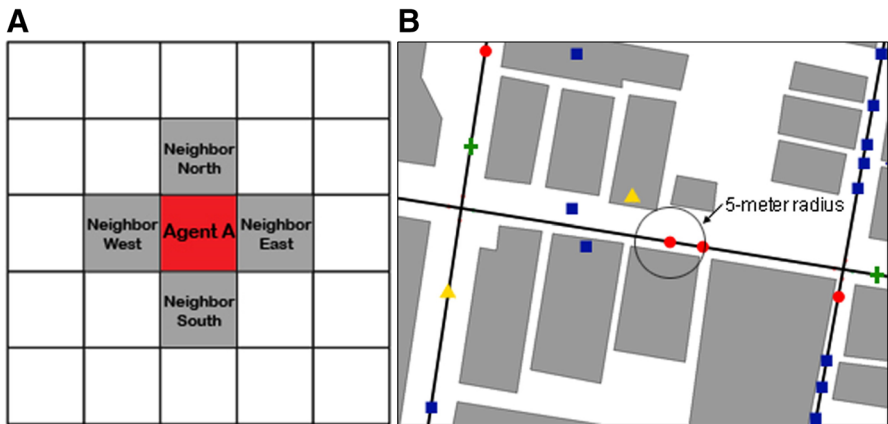 A
B
Neighbor
North
Neighbor
West
Agent A
Neighbor
East
Neighbor
South
5-meter radius